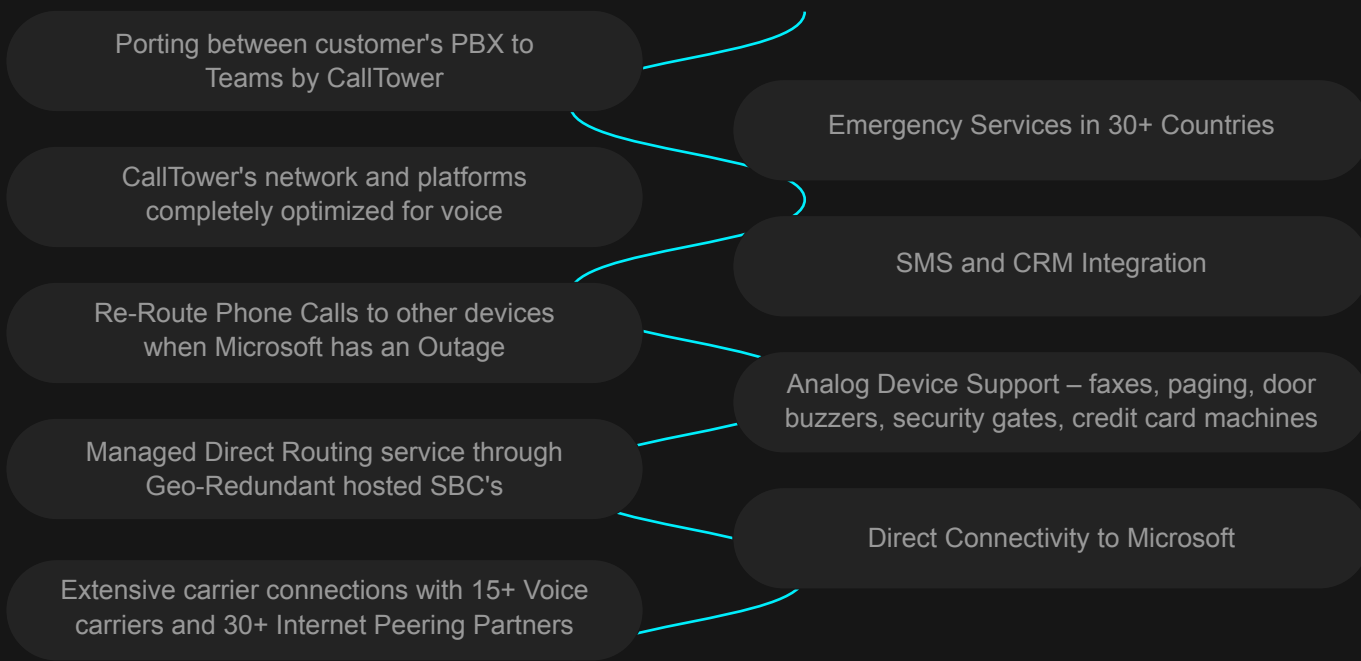 Porting between customer's PBX to
Teams by CallTower
Emergency Services in 30+ Countries
CallTower's network and platforms
completely optimized for voice
SMS and CRM Integration
Re-Route Phone Calls to other devices
when Microsoft has an Outage
Analog Device Support – faxes, paging, door
buzzers, security gates, credit card machines
Managed Direct Routing service through
Geo-Redundant hosted SBC's
Direct Connectivity to Microsoft
Extensive carrier connections with 15+ Voice
carriers and 30+ Internet Peering Partners